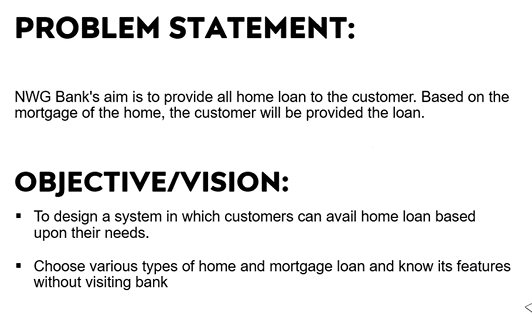 PROBLEM STATEMENT:
NWG Bank's aim is to provide all home loan to the customer. Based on the
mortgage of the home, the customer will be provided the loan.
OBJECTIVE/VISION:
▪ To design a system in which customers can avail home loan based
upon their needs.
▪ Choose various types of home and mortgage loan and know its features
without visiting bank